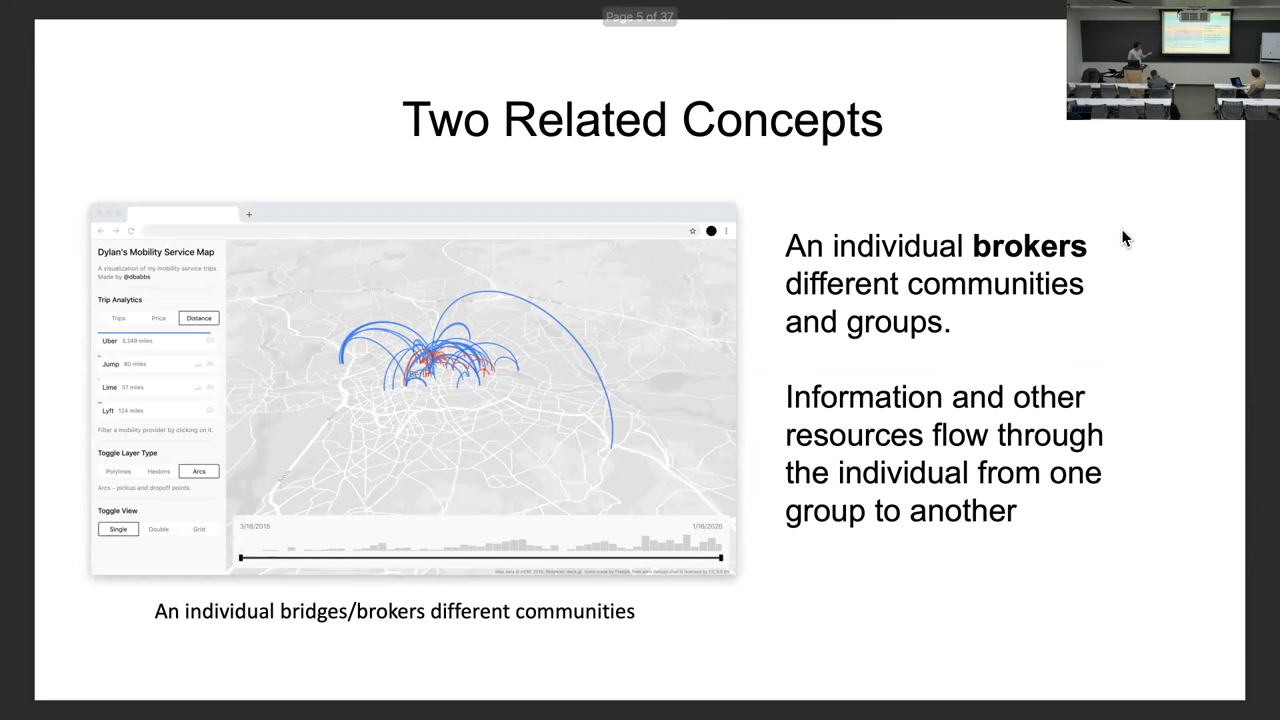 Page 5 of 37
Two Related Concepts
+
Dylan's Mobility Service Map
A visualization of my mobility service trips.
Made by @dbabbs
Trip Analytics
Trips Price Distance
Uber 3,249 miles
Jump 80 miles
Lime 37 miles
Lyft 124 miles
Filter a mobility provider by clicking on it.
Toggle Layer Type
Polylines Hexbins Arcs
Arcs – pickup and dropoff points.
Toggle View
Single Double Grid
3/18/2015 1/16/2020
An individual bridges/brokers different communities
An individual brokers
different communities
and groups.
Information and other
resources flow through
the individual from one
group to another